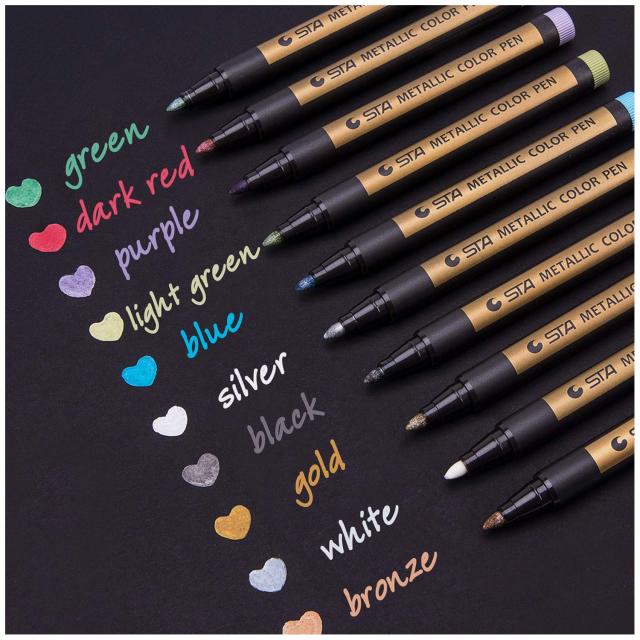 STA METALLIC
STA METALLIC COLOR PEN
STA METALLIC COLOR PEN
STA METALLIC COLOR PEN
STA METALLIC COLOR PEN
STA METALLIC COLOR PEN
STA METALLIC COLOR
STA METALLIC
STA
green
dark red
purple
light green
blue
silver
black
gold
white
bronze